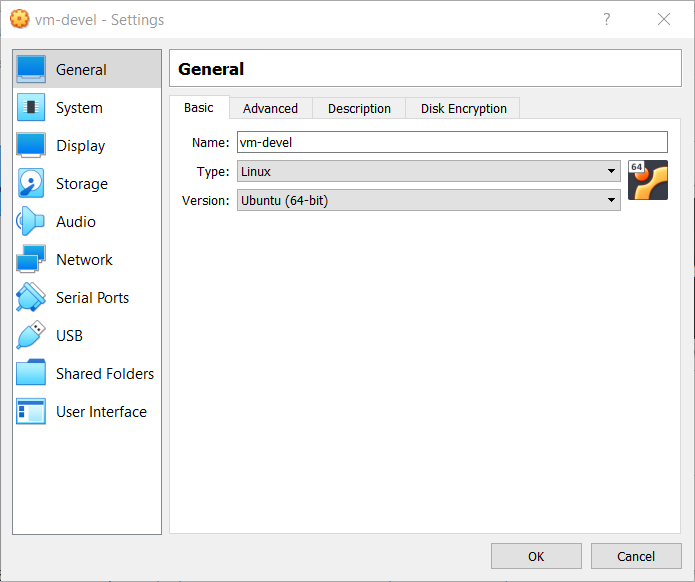 vm-devel - Settings
?
General
System
Display
Storage
Audio
Network
Serial Ports
USB
Shared Folders
User Interface
General
Basic Advanced Description Disk Encryption
Name: vm-devel
Type: Linux
64
Version: Ubuntu (64-bit)
OK Cancel